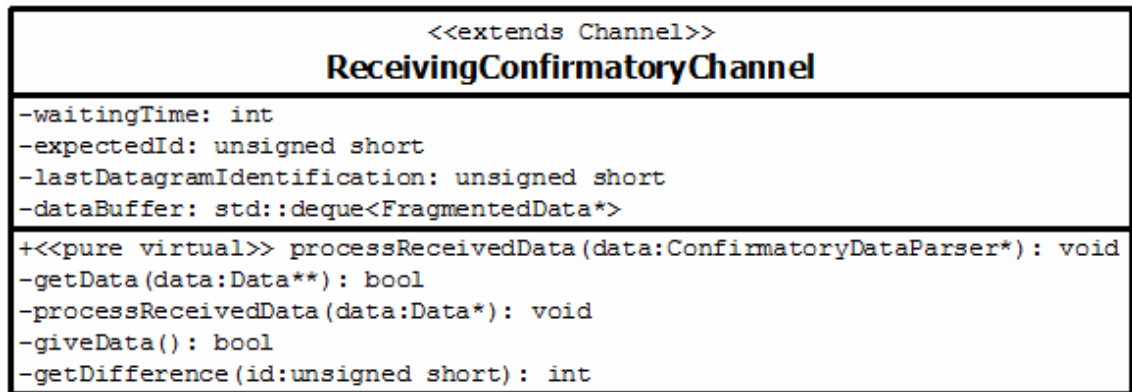 <<extends Channel>>
ReceivingConfirmatoryChannel
-waitingTime: int
-expectedId: unsigned short
-lastDatagramIdentification: unsigned short
-dataBuffer: std::deque<FragmentedData*>
+<<pure virtual>> processReceivedData(data:ConfirmatoryDataParser*): void
-getData(data:Data**): bool
-processReceivedData(data:Data*): void
-giveData(): bool
-getDifference(id:unsigned short): int